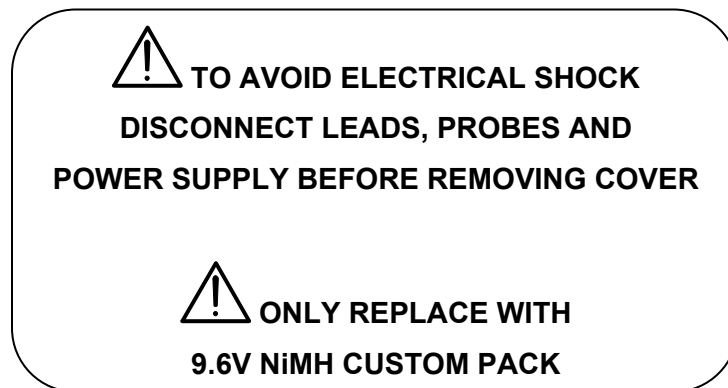 TO AVOID ELECTRICAL SHOCK
DISCONNECT LEADS, PROBES AND
POWER SUPPLY BEFORE REMOVING COVER
ONLY REPLACE WITH
9.6V NiMH CUSTOM PACK